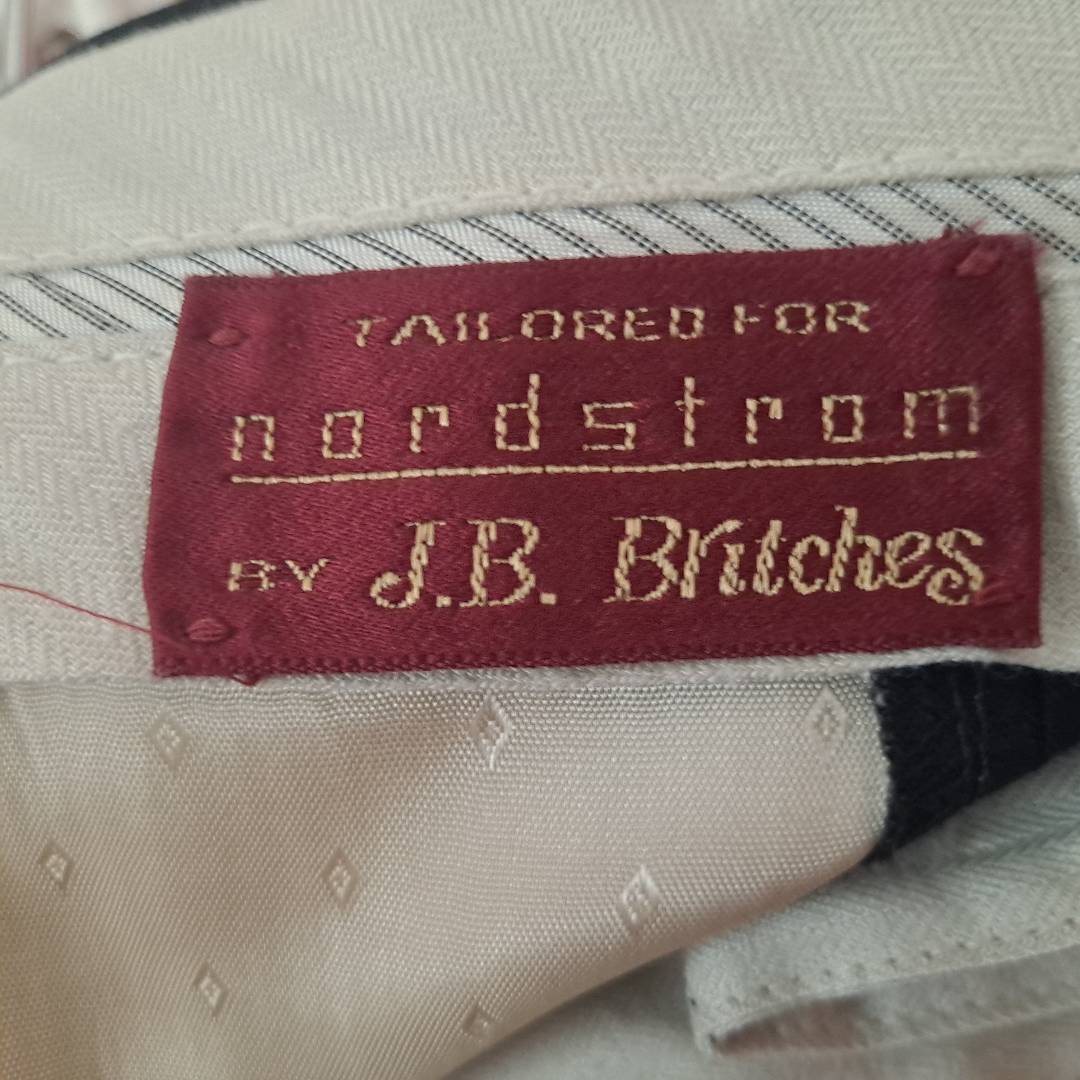 TAILORED FOR
nordstrom
BY J.B. Britches